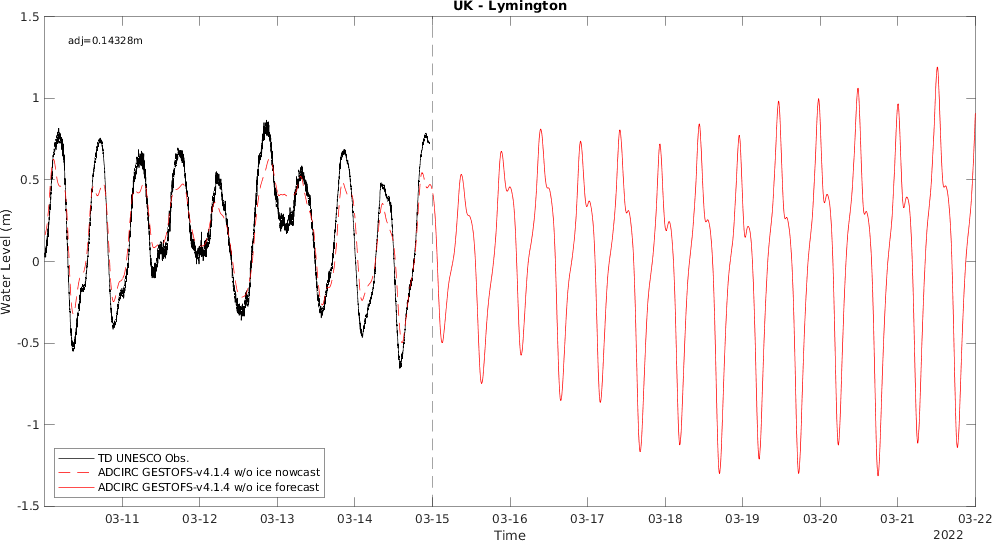 UK - Lymington
adj=0.14328m
1.5
1
0.5
0
-0.5
-1
-1.5
Water Level (m)
TD UNESCO Obs.
ADCIRC GESTOFS-v4.1.4 w/o ice nowcast
ADCIRC GESTOFS-v4.1.4 w/o ice forecast
03-11 03-12 03-13 03-14 03-15 03-16 03-17 03-18 03-19 03-20 03-21 03-22
Time
2022